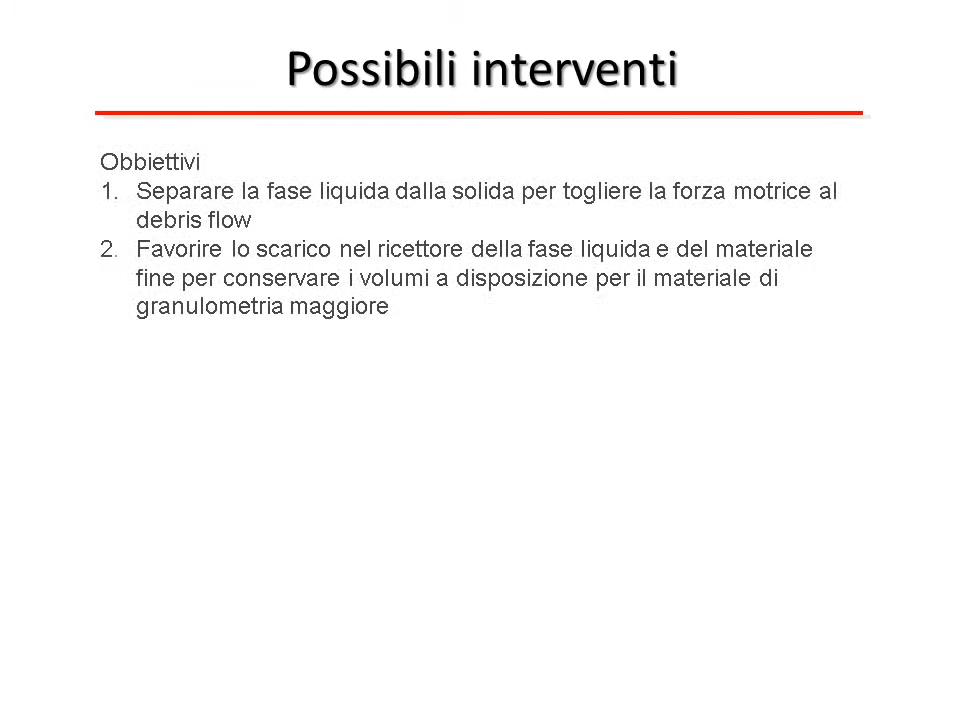 Possibili interventi
Obbiettivi
1. Separare la fase liquida dalla solida per togliere la forza motrice al
debris flow
2. Favorire lo scarico nel ricettore della fase liquida e del materiale
fine per conservare i volumi a disposizione per il materiale di
granulometria maggiore